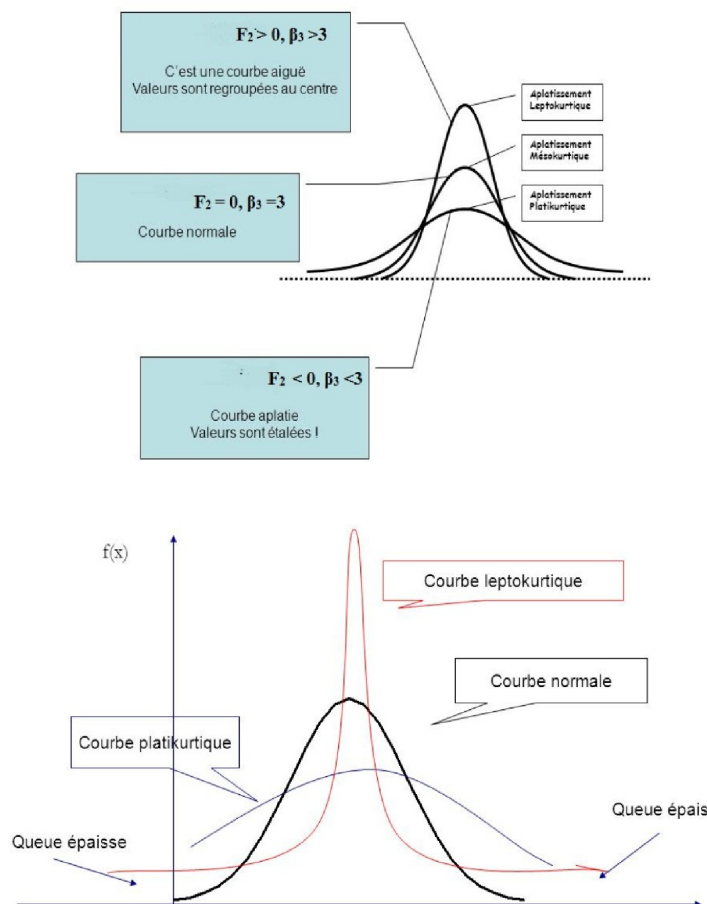 F₂ > 0, β₃ >3
C'est une courbe aiguë
Valeurs sont regroupées au centre
Aplatissement
Leptokurtique
Aplatissement
Mésokurtique
F₂ = 0, β₃ =3
Courbe normale
Aplatissement
Platikurtique
F₂ < 0, β₃ <3
Courbe aplatie
Valeurs sont étalées !
f(x)
Courbe leptokurtique
Courbe normale
Courbe platikurtique
Queue épais
Queue épaisse